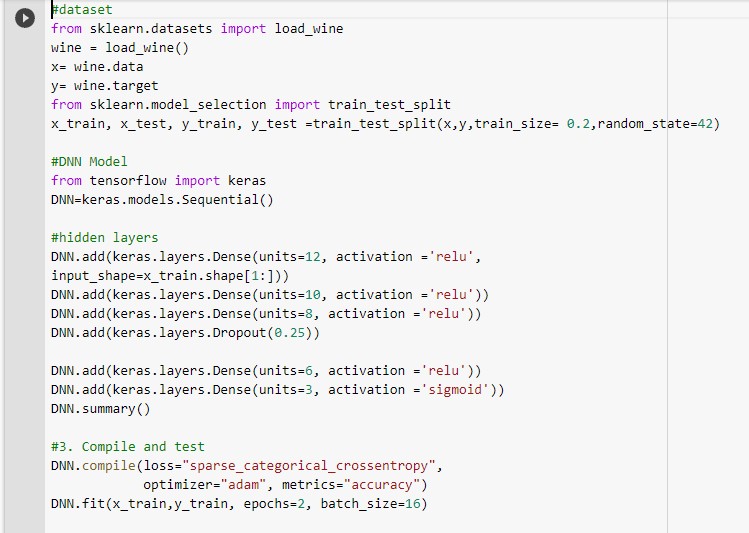 #dataset
from sklearn.datasets import load_wine
wine = load_wine()
x= wine.data
y= wine.target
from sklearn.model_selection import train_test_split
x_train, x_test, y_train, y_test =train_test_split(x,y,train_size= 0.2,random_state=42)
#DNN Model
from tensorflow import keras
DNN=keras.models.Sequential()
#hidden layers
DNN.add(keras.layers.Dense(units=12, activation ='relu',
input_shape=x_train.shape[1:]))
DNN.add(keras.layers.Dense(units=10, activation ='relu'))
DNN.add(keras.layers.Dense(units=8, activation ='relu'))
DNN.add(keras.layers.Dropout(0.25))
DNN.add(keras.layers.Dense(units=6, activation ='relu'))
DNN.add(keras.layers.Dense(units=3, activation ='sigmoid'))
DNN.summary()
#3. Compile and test
DNN.compile(loss="sparse_categorical_crossentropy",
optimizer="adam", metrics="accuracy")
DNN.fit(x_train,y_train, epochs=2, batch_size=16)